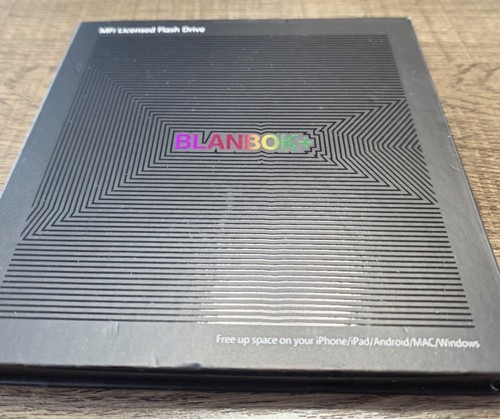 MFi Licensed Flash Drive
BLANBOK+
Free up space on your iPhone/iPad/Android/MAC/Windows